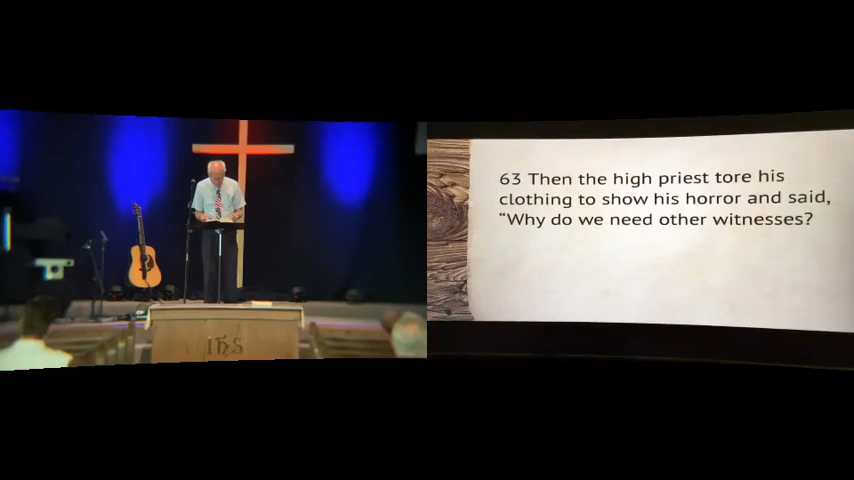 IHS
63 Then the high priest tore his
clothing to show his horror and said,
“Why do we need other witnesses?